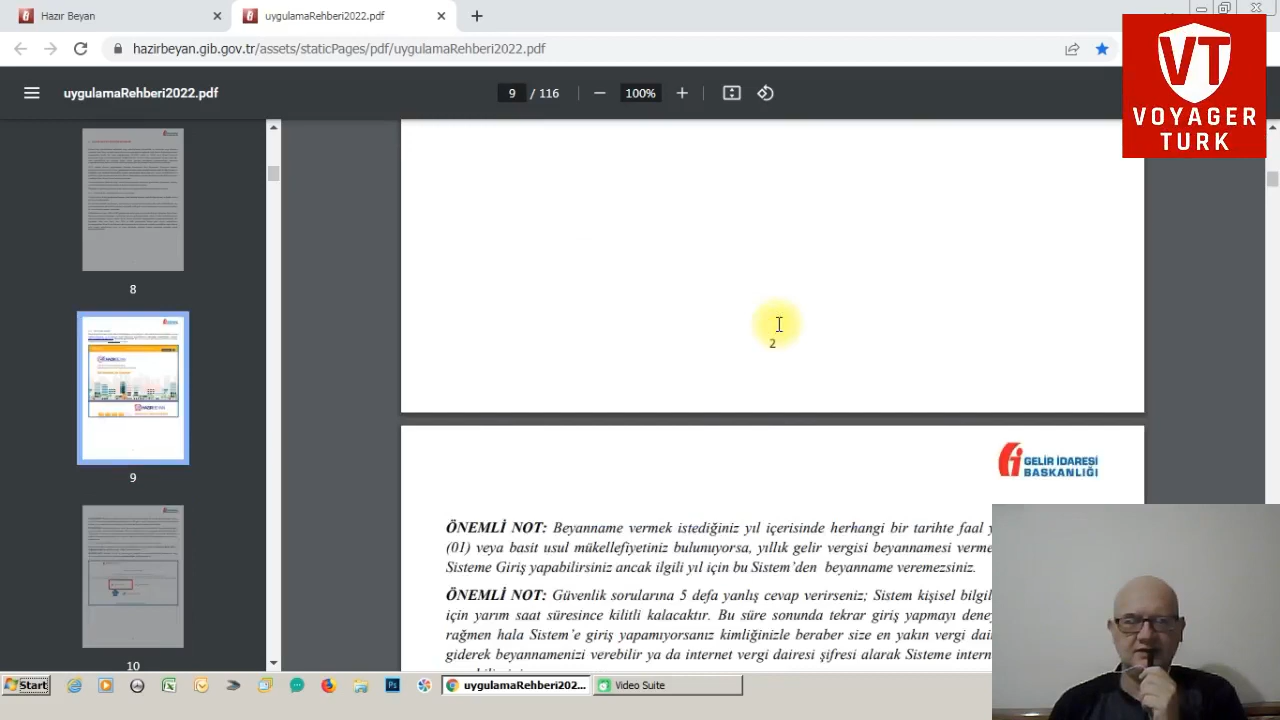 Hazır Beyan
uygulamaRehberi2022.pdf
hazirbeyan.gib.gov.tr/assets/staticPages/pdf/uygulamaRehberi2022.pdf
uygulamaRehberi2022.pdf
9 / 116
100%
VT
VOYAGER
TURK
8
9
10
2
GELİR İDARESİ
BAŞKANLIĞI
ÖNEMLİ NOT: Beyanname vermek istediğiniz yıl içerisinde herhangi bir tarihte faal
(01) veya basit usul mükellefiyetiniz bulunuyorsa, yıllık gelir vergisi beyannamesi verme
Sisteme Giriş yapabilirsiniz ancak ilgili yıl için bu Sistem'den beyanname veremezsiniz.
ÖNEMLİ NOT: Güvenlik sorularına 5 defa yanlış cevap verirseniz; Sistem kişisel bilgil
için yarım saat süresince kilitli kalacaktır. Bu süre sonunda tekrar giriş yapmayı dene
rağmen hala Sistem'e giriş yapamıyorsanız kimliğinizle beraber size en yakın vergi dai
giderek beyannamenizi verebilir ya da internet vergi dairesi şifresi alarak Sisteme intern
Start
uygulamaRehberi202...
Video Suite